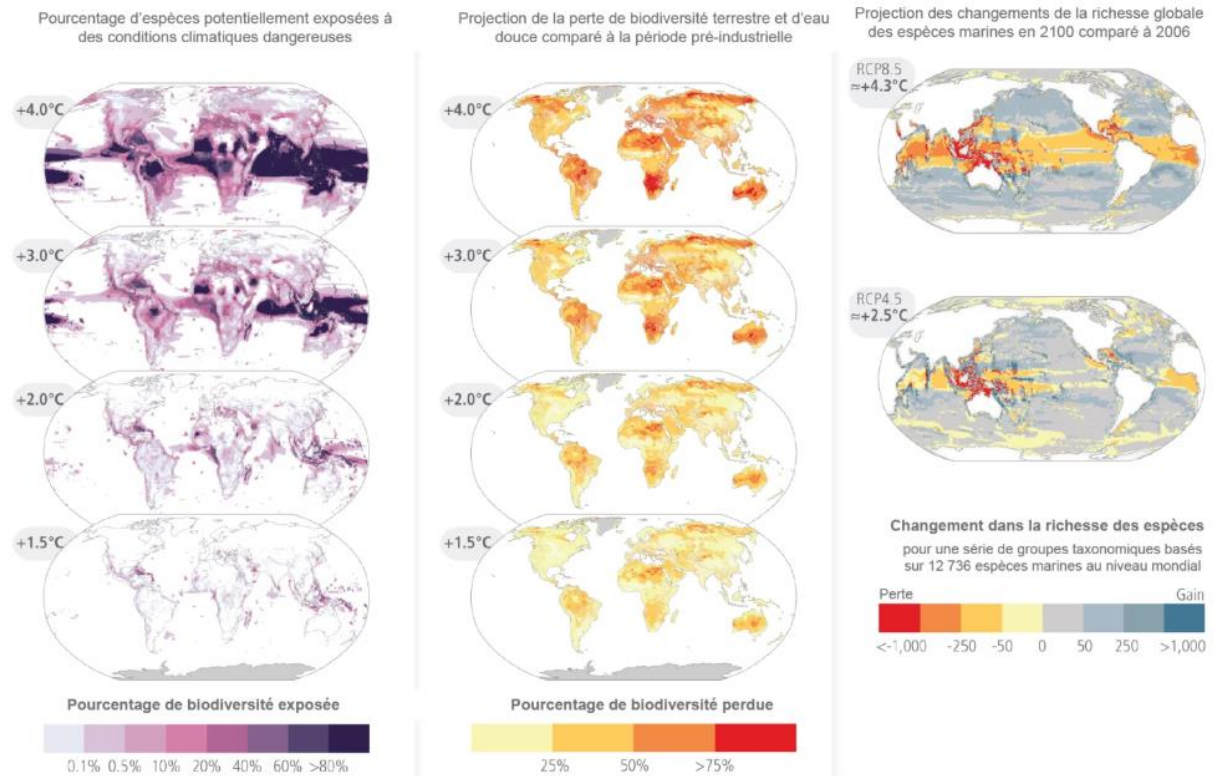 Pourcentage d'espèces potentiellement exposées à
des conditions climatiques dangereuses
+4.0°C
+3.0°C
+2.0°C
+1.5°C
Pourcentage de biodiversité exposée
0.1% 0.5% 10% 20% 40% 60% >80%
Projection de la perte de biodiversité terrestre et d'eau
douce comparé à la période pré-industrielle
+4.0°C
+3.0°C
+2.0°C
+1.5°C
Pourcentage de biodiversité perdue
25% 50% >75%
Projection des changements de la richesse globale
des espèces marines en 2100 comparé à 2006
RCP8.5
≈+4.3°C
RCP4.5
≈+2.5°C
Changement dans la richesse des espèces
pour une série de groupes taxonomiques basés
sur 12 736 espèces marines au niveau mondial
Perte Gain
<-1,000 -250 -50 0 50 250 >1,000